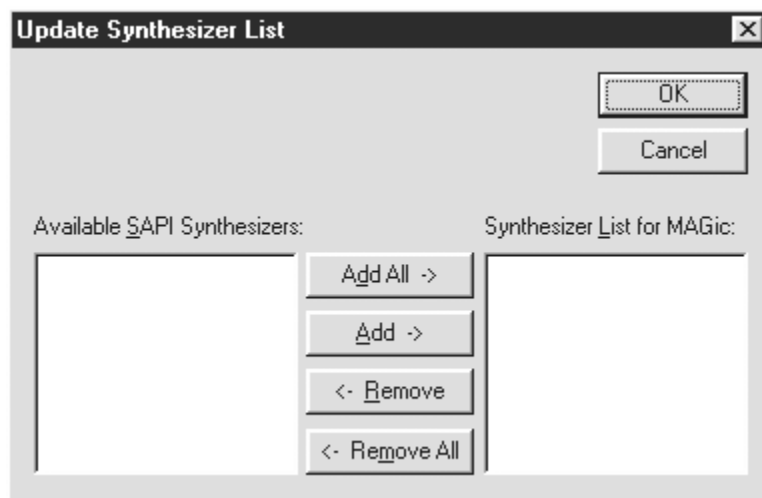 Update Synthesizer List
OK
Cancel
Available SAPI Synthesizers:
Synthesizer List for MAGic:
Add All ->
Add ->
<- Remove
<- Remove All